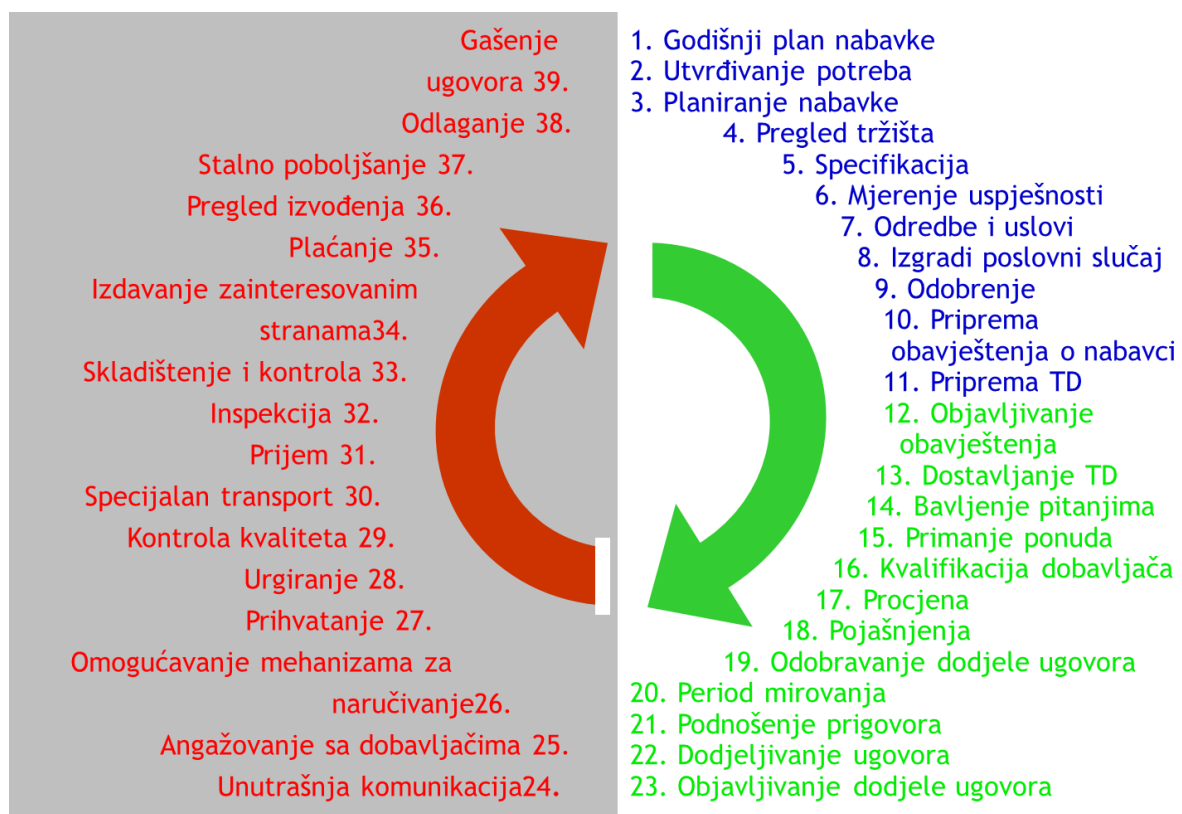 Gašenje
ugovora 39.
Odlaganje 38.
Stalno poboljšanje 37.
Pregled izvođenja 36.
Plaćanje 35.
Izdavanje zainteresovanim
stranama34.
Skladištenje i kontrola 33.
Inspekcija 32.
Prijem 31.
Specijalan transport 30.
Kontrola kvaliteta 29.
Urgiranje 28.
Prihvatanje 27.
Omogućavanje mehanizama za
naručivanje26.
Angažovanje sa dobavljačima 25.
Unutrašnja komunikacija24.
1. Godišnji plan nabavke
2. Utvrđivanje potreba
3. Planiranje nabavke
4. Pregled tržišta
5. Specifikacija
6. Mjerenje uspješnosti
7. Odredbe i uslovi
8. Izgradi poslovni slučaj
9. Odobrenje
10. Priprema
obavještenja o nabavci
11. Priprema TD
12. Objavljivanje
obavještenja
13. Dostavljanje TD
14. Bavljenje pitanjima
15. Primanje ponuda
16. Kvalifikacija dobavljača
17. Procjena
18. Pojašnjenja
19. Odobravanje dodjele ugovora
20. Period mirovanja
21. Podnošenje prigovora
22. Dodjeljivanje ugovora
23. Objavljivanje dodjele ugovora